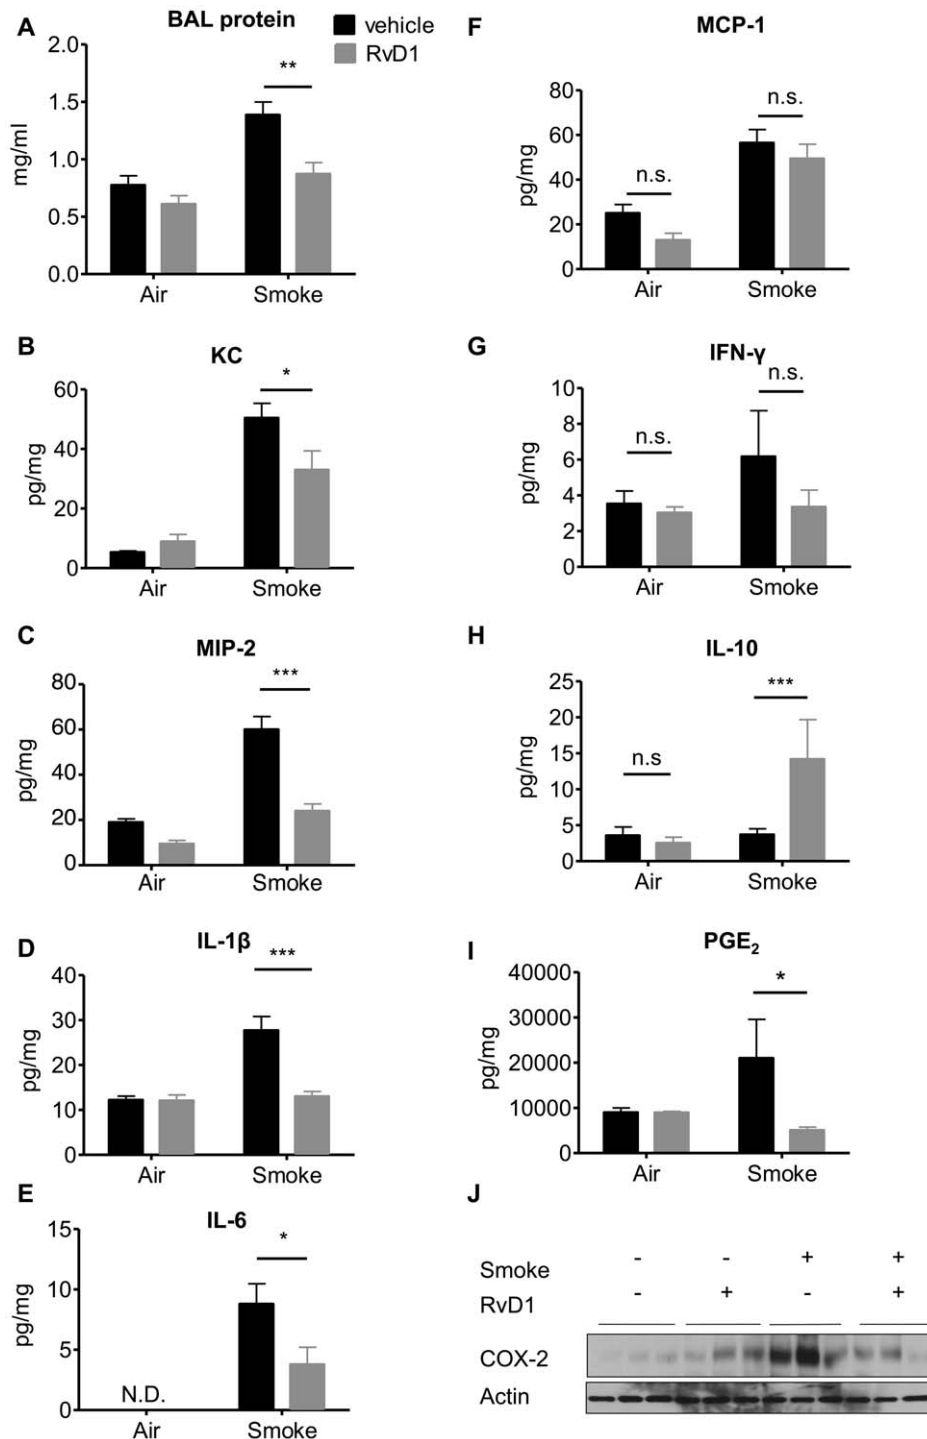 A
BAL protein
vehicle
RvD1
**
2.0
1.5
1.0
0.5
0.0
mg/ml
Air Smoke
B
KC
*
60
40
20
0
pg/mg
Air Smoke
C
MIP-2
***
80
60
40
20
0
pg/mg
Air Smoke
D
IL-1β
***
40
30
20
10
0
pg/mg
Air Smoke
E
IL-6
*
15
10
5
0
pg/mg
N.D.
Air Smoke
F
MCP-1
n.s.
n.s.
80
60
40
20
0
pg/mg
Air Smoke
G
IFN-γ
n.s.
n.s.
10
8
6
4
2
0
pg/mg
Air Smoke
H
IL-10
***
n.s
25
20
15
10
5
0
pg/mg
Air Smoke
I
PGE2
*
40000
30000
20000
10000
0
pg/mg
Air Smoke
J
Smoke - - + +
RvD1 - + - +
COX-2
Actin